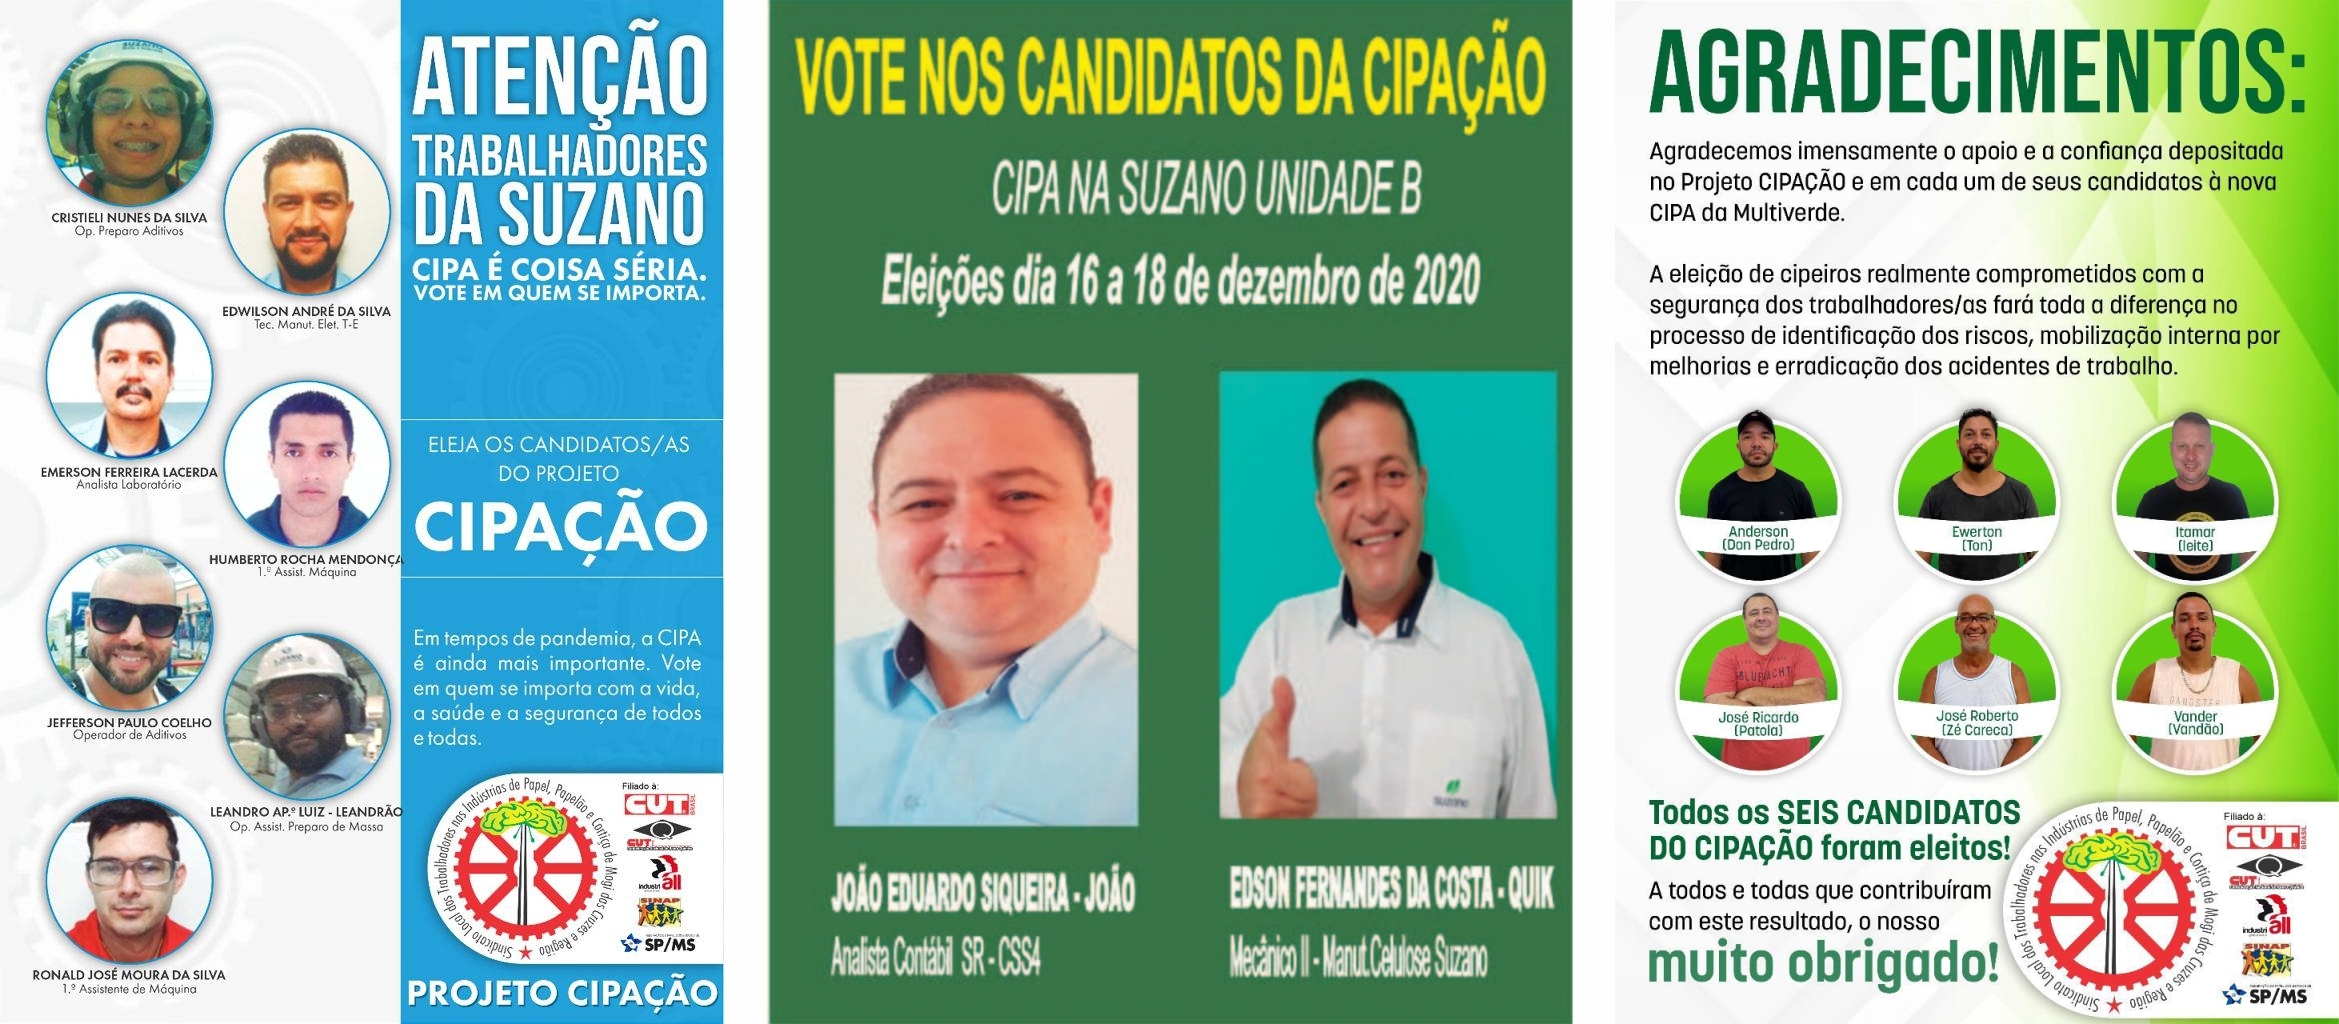 CRISTIELI NUNES DA SILVA
Op. Preparo Aditivos
EDWILSON ANDRÉ DA SILVA
Tec. Manut. Elet. T-E
EMERSON FERREIRA LACERDA
Analista Laboratório
HUMBERTO ROCHA MENDONÇA
1.º Assist. Máquina
JEFFERSON PAULO COELHO
Operador de Aditivos
LEANDRO AP.º LUIZ - LEANDRÃO
Op. Assist. Preparo de Massa
RONALD JOSÉ MOURA DA SILVA
1.º Assistente de Máquina
ATENÇÃO
TRABALHADORES
DA SUZANO
CIPA É COISA SÉRIA.
VOTE EM QUEM SE IMPORTA.
ELEJA OS CANDIDATOS/AS
DO PROJETO
CIPAÇÃO
Em tempos de pandemia, a CIPA
é ainda mais importante. Vote
em quem se importa com a vida,
a saúde e a segurança de todos
e todas.
Sindicato Local dos Trabalhadores nas Indústrias de Papel, Papelão e Cortiça de Mogi das Cruzes e Região
Filiado à:
CUT BRASIL
CUT
industri all
SINAP
SP/MS
PROJETO CIPAÇÃO
VOTE NOS CANDIDATOS DA CIPAÇÃO
CIPA NA SUZANO UNIDADE B
Eleições dia 16 a 18 de dezembro de 2020
suzano
JOÃO EDUARDO SIQUEIRA - JOÃO
Analista Contábil SR - CSS4
EDSON FERNANDES DA COSTA - QUIK
Mecânico II - Manut.Celulose Suzano
AGRADECIMENTOS:
Agradecemos imensamente o apoio e a confiança depositada
no Projeto CIPAÇÃO e em cada um de seus candidatos à nova
CIPA da Multiverde.
A eleição de cipeiros realmente comprometidos com a
segurança dos trabalhadores/as fará toda a diferença no
processo de identificação dos riscos, mobilização interna por
melhorias e erradicação dos acidentes de trabalho.
Anderson
(Don Pedro)
Ewerton
(Ton)
Itamar
(leite)
José Ricardo
(Patola)
José Roberto
(Zé Careca)
GANGSTER
Vander
(Vandão)
Todos os SEIS CANDIDATOS
DO CIPAÇÃO foram eleitos!
A todos e todas que contribuíram
com este resultado, o nosso
muito obrigado!
Sindicato Local dos Trabalhadores nas Indústrias de Papel, Papelão e Cortiça de Mogi das Cruzes e Região
Filiado à:
CUT BRASIL
CUT
industri all
SINAP
SP/MS